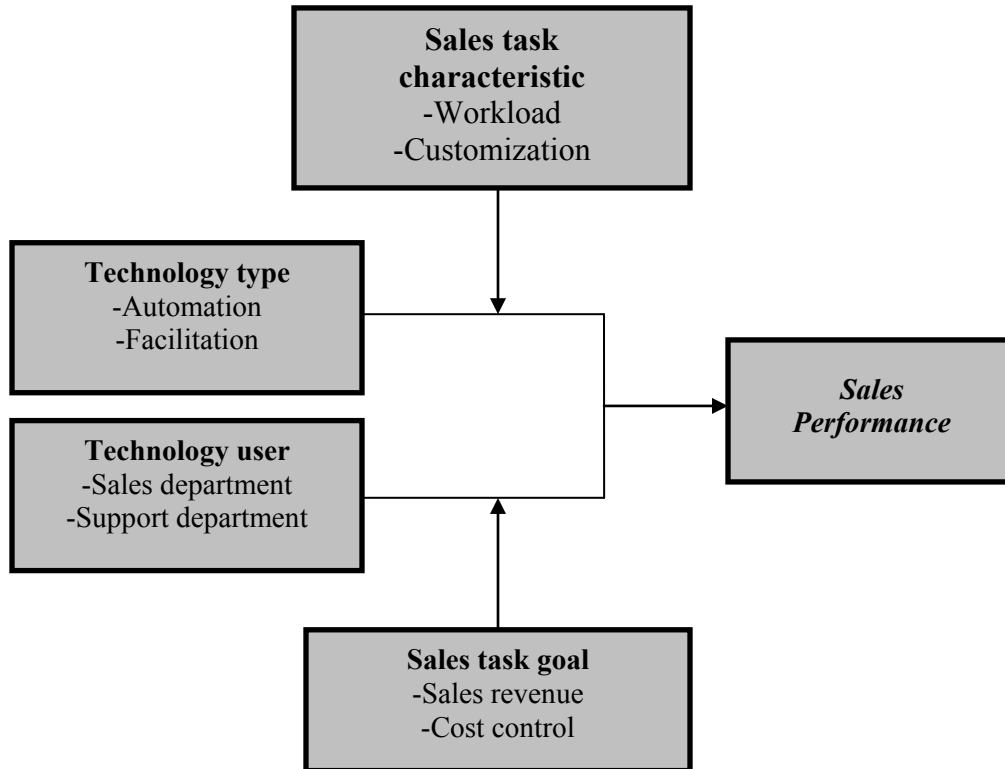 Sales task
characteristic
-Workload
-Customization
Technology type
-Automation
-Facilitation
Technology user
-Sales department
-Support department
Sales
Performance
Sales task goal
-Sales revenue
-Cost control